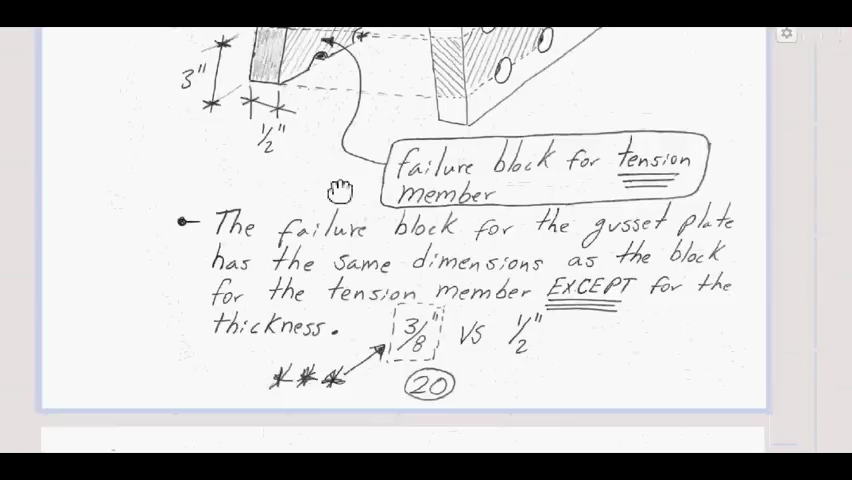 3"
1/2"
failure block for tension
member
The failure block for the gusset plate
has the same dimensions as the block
for the tension member EXCEPT for the
thickness. 3/8" VS 1/2"
20